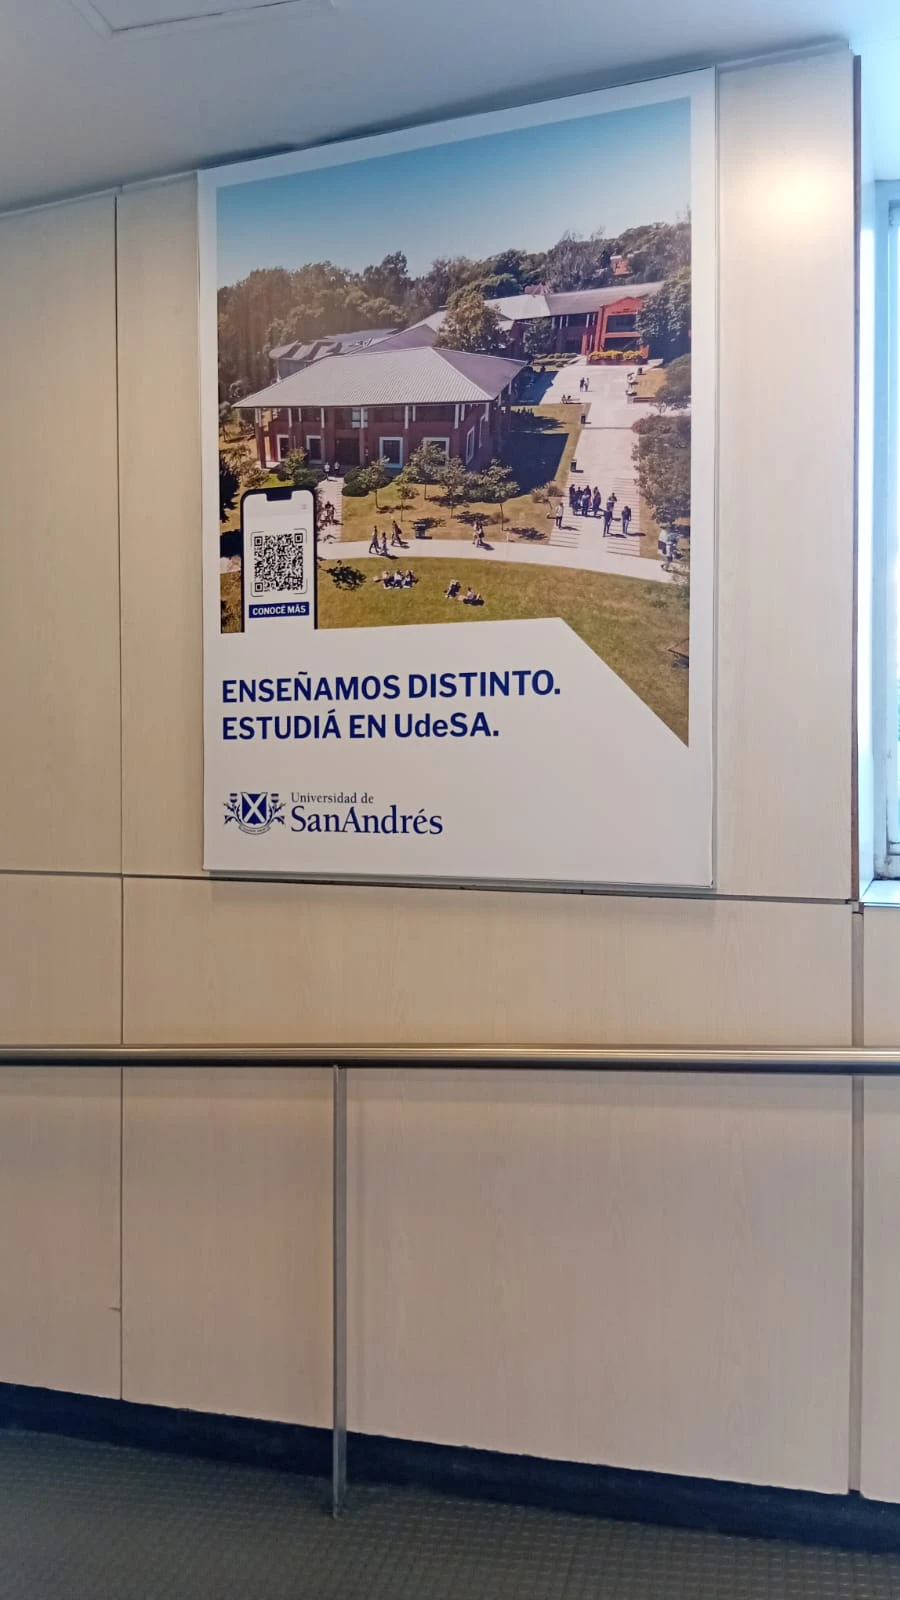 CONOCÉ MÁS
ENSEÑAMOS DISTINTO.
ESTUDIÁ EN UdeSA.
Universidad de
SanAndrés